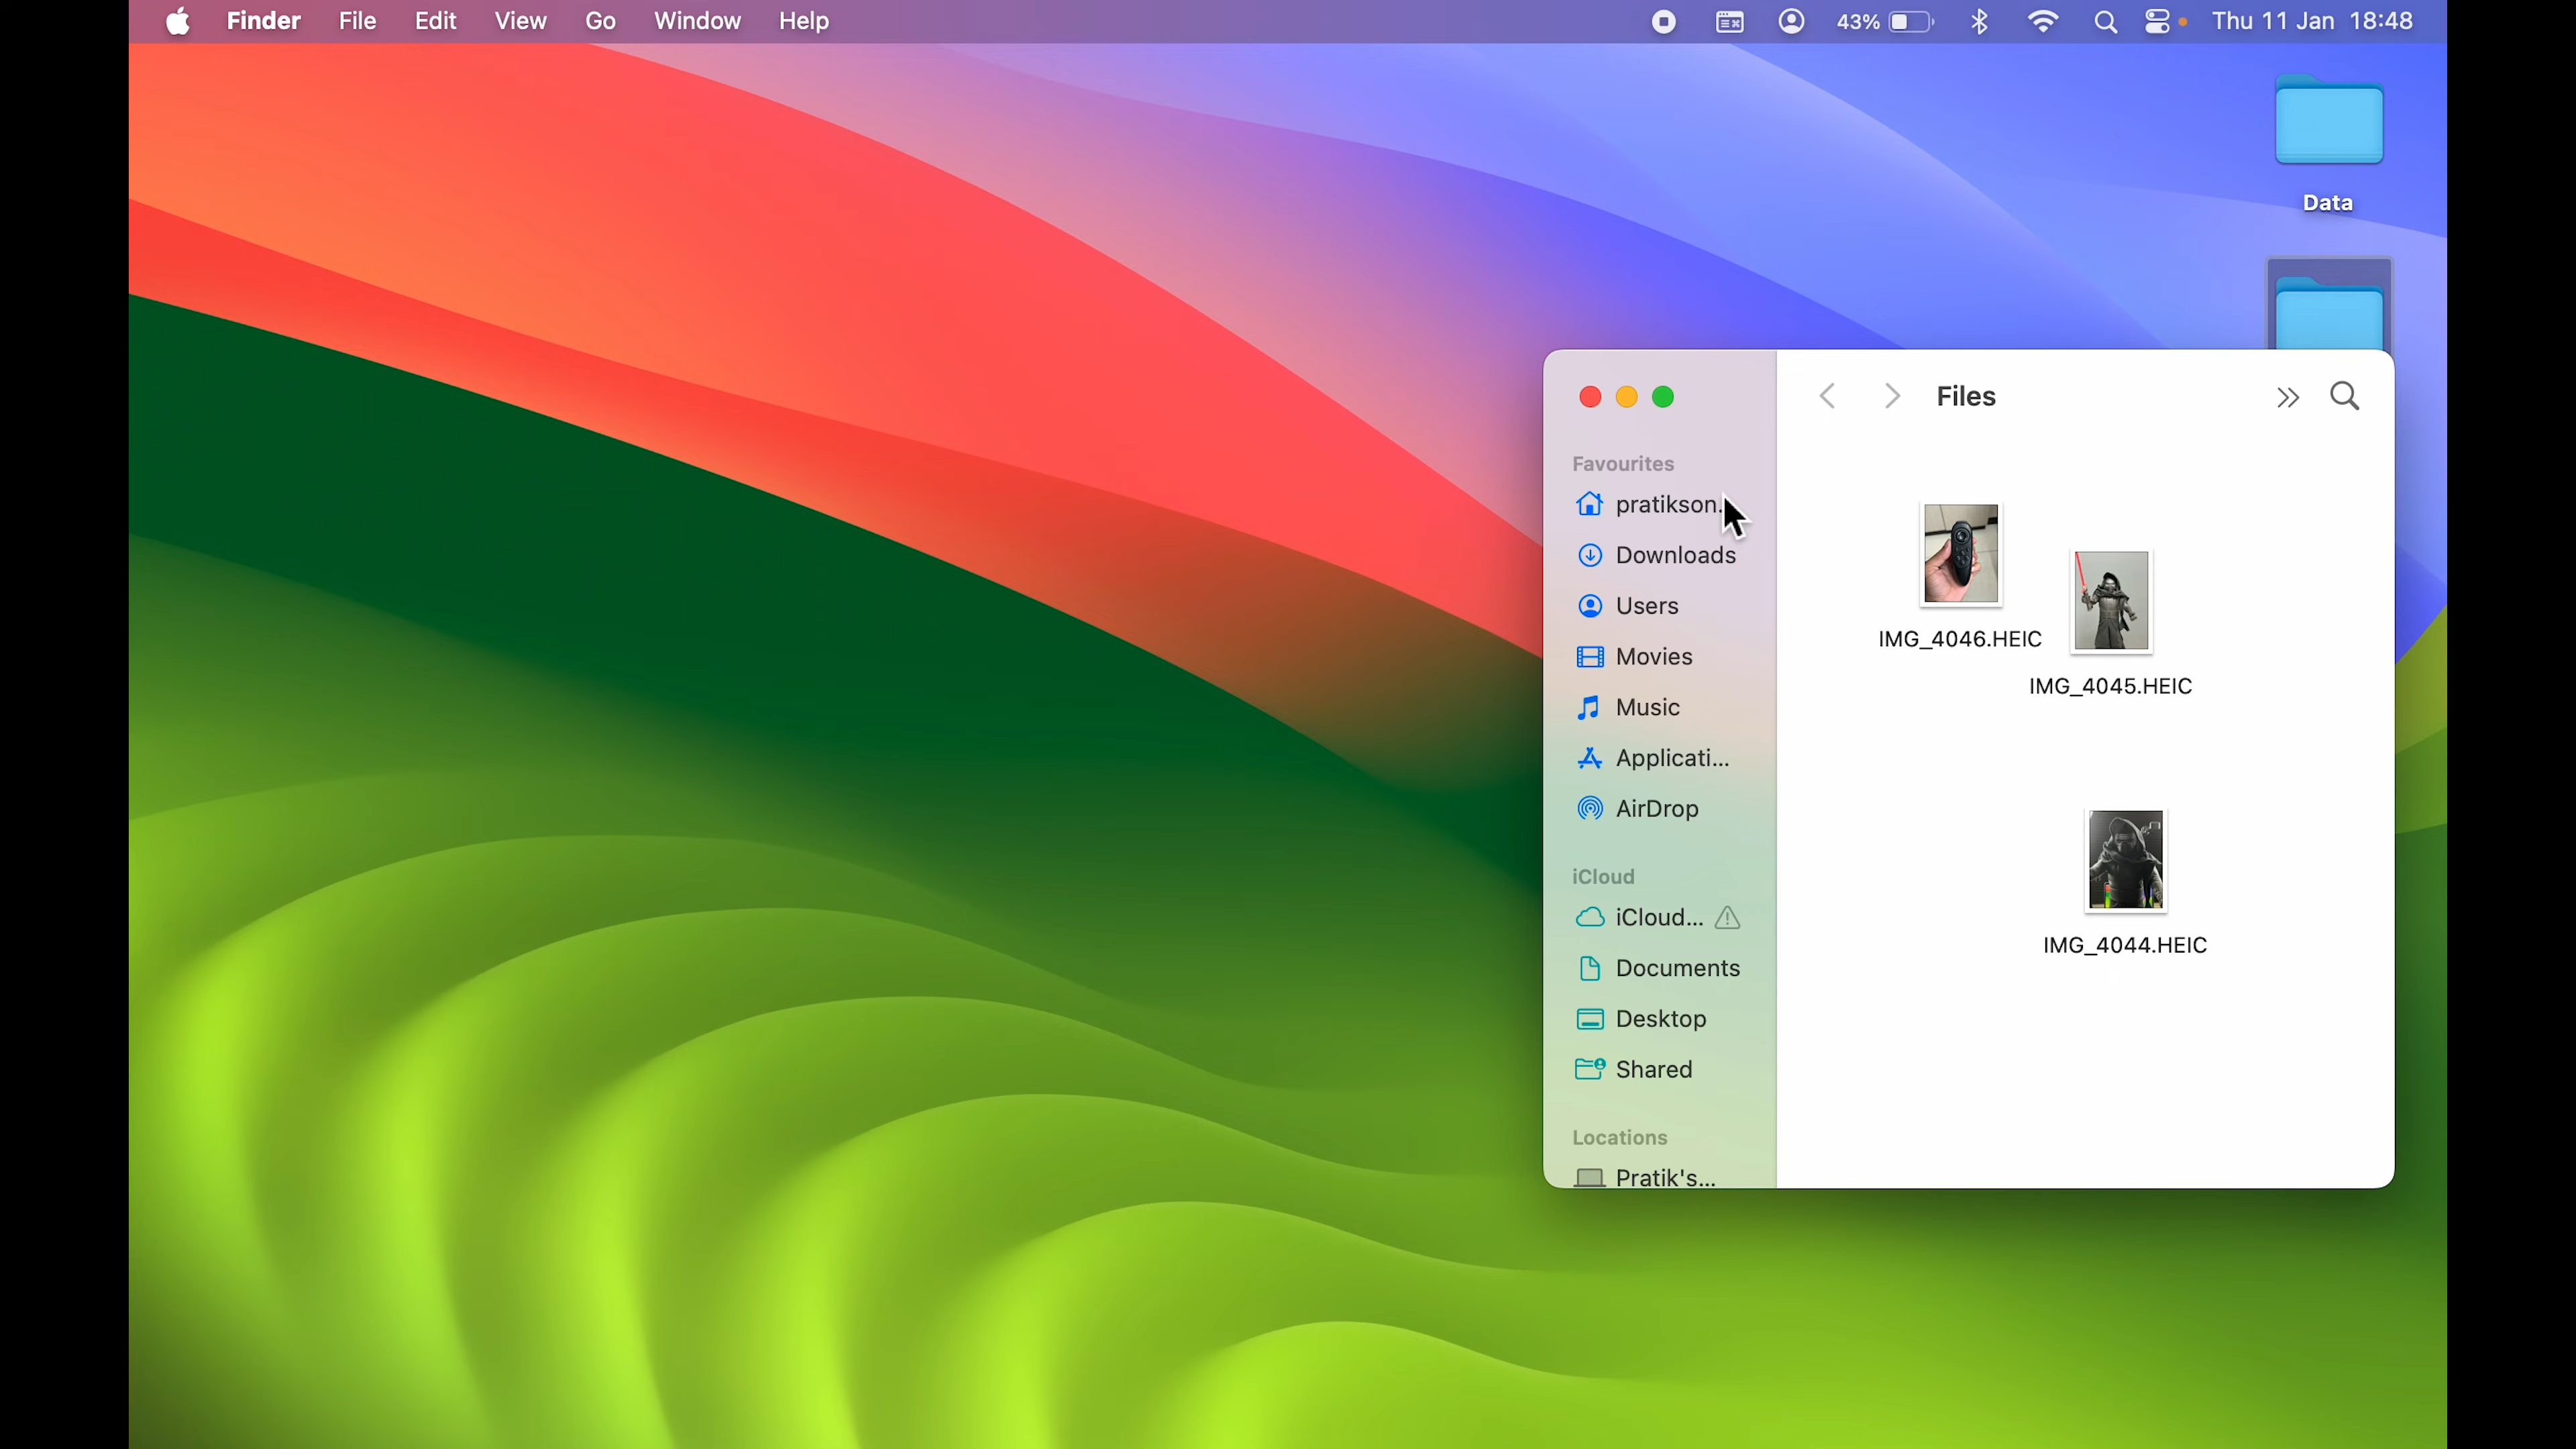 Finder File Edit View Go Window Help 43% Thu 11 Jan 18:48
Data
Files
Favourites
pratikson.
Downloads
Users
Movies
Music
Applicati...
AirDrop
iCloud
iCloud...
Documents
Desktop
Shared
Locations
Pratik's...
IMG_4046.HEIC
IMG_4045.HEIC
IMG_4044.HEIC